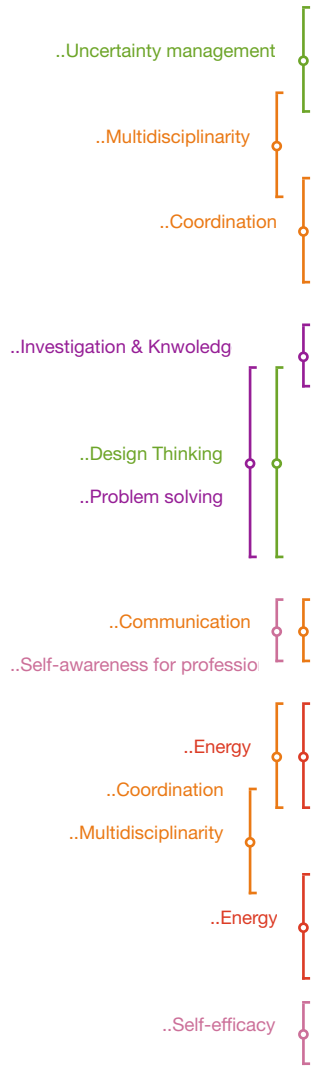 ..Uncertainty management
..Multidisciplinarity
..Coordination
..Investigation & Knwoledg
..Design Thinking
..Problem solving
..Communication
..Self-awareness for professio
..Energy
..Coordination
..Multidisciplinarity
..Energy
..Self-efficacy